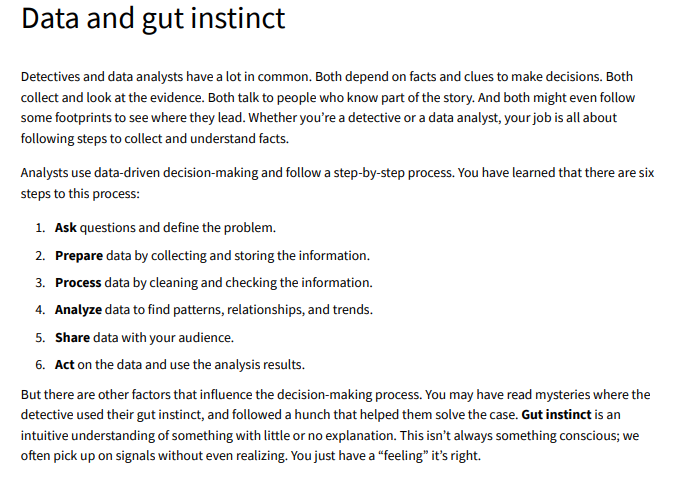 Data and gut instinct
Detectives and data analysts have a lot in common. Both depend on facts and clues to make decisions. Both
collect and look at the evidence. Both talk to people who know part of the story. And both might even follow
some footprints to see where they lead. Whether you’re a detective or a data analyst, your job is all about
following steps to collect and understand facts.
Analysts use data-driven decision-making and follow a step-by-step process. You have learned that there are six
steps to this process:
1. Ask questions and define the problem.
2. Prepare data by collecting and storing the information.
3. Process data by cleaning and checking the information.
4. Analyze data to find patterns, relationships, and trends.
5. Share data with your audience.
6. Act on the data and use the analysis results.
But there are other factors that influence the decision-making process. You may have read mysteries where the
detective used their gut instinct, and followed a hunch that helped them solve the case. Gut instinct is an
intuitive understanding of something with little or no explanation. This isn’t always something conscious; we
often pick up on signals without even realizing. You just have a “feeling” it’s right.